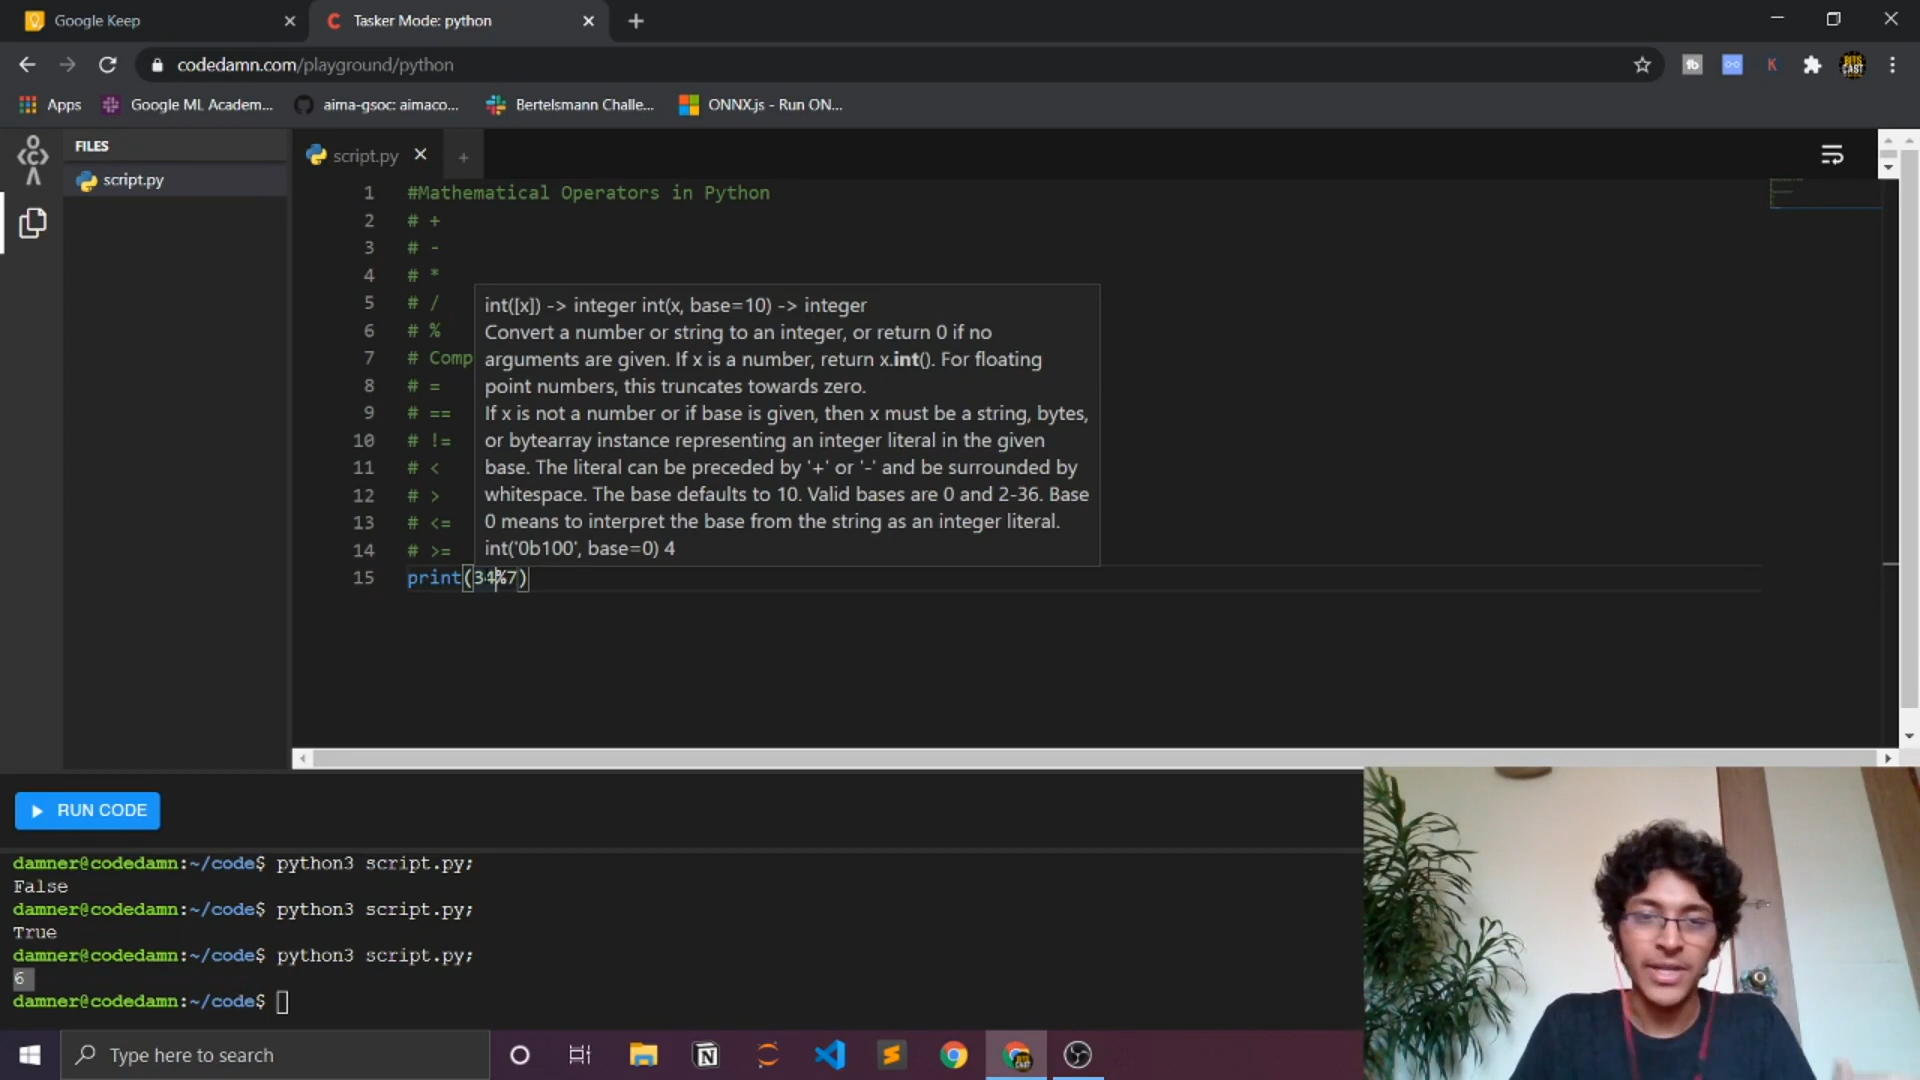 Google Keep
Tasker Mode: python
codedamn.com/playground/python
Apps
Google ML Academ...
aima-gsoc: aimaco...
Bertelsmann Challe...
ONNX.js - Run ON...
FILES
script.py
script.py
1 #Mathematical Operators in Python
2 # +
3 # -
4 # *
5 # /
6 # %
7 # Comp
8 # =
9 # ==
10 # !=
11 # <
12 # >
13 # <=
14 # >=
15 print(34%7)
int([x]) -> integer int(x, base=10) -> integer
Convert a number or string to an integer, or return 0 if no
arguments are given. If x is a number, return x.int(). For floating
point numbers, this truncates towards zero.
If x is not a number or if base is given, then x must be a string, bytes,
or bytearray instance representing an integer literal in the given
base. The literal can be preceded by '+' or '-' and be surrounded by
whitespace. The base defaults to 10. Valid bases are 0 and 2-36. Base
0 means to interpret the base from the string as an integer literal.
int('0b100', base=0) 4
RUN CODE
damner@codedamn:~/code$ python3 script.py;
False
damner@codedamn:~/code$ python3 script.py;
True
damner@codedamn:~/code$ python3 script.py;
6
damner@codedamn:~/code$
Type here to search